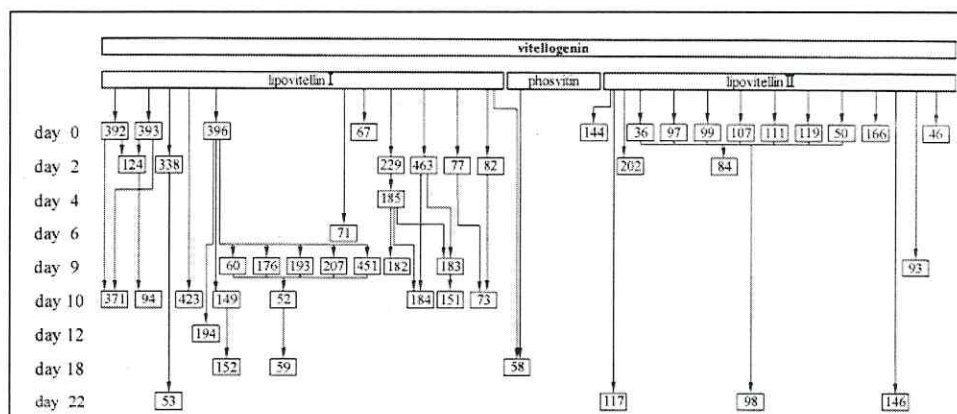 vitellogenin
lipovitellin I phosvitin lipovitellin II
day 0 392 393 396 67 144 36 97 99 107 111 119 50 166 46
day 2 124 338 229 463 77 82 202 84
day 4 185
day 6 71
day 9 60 176 193 207 451 182 183 93
day 10 371 94 423 149 52 184 151 73
day 12 194
day 18 152 59 58
day 22 53 117 98 146